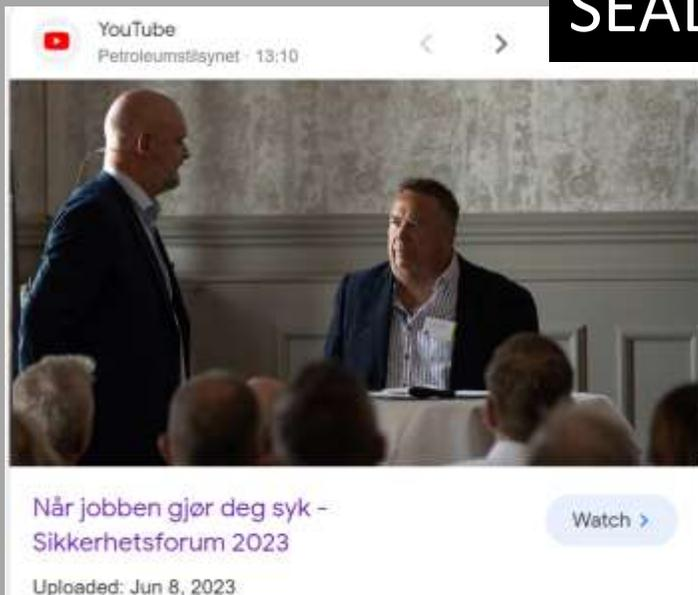 SEAL
YouTube
Petroleumstilsynet · 13:10
Når jobben gjør deg syk -
Sikkerhetsforum 2023
Watch >
Uploaded: Jun 8, 2023